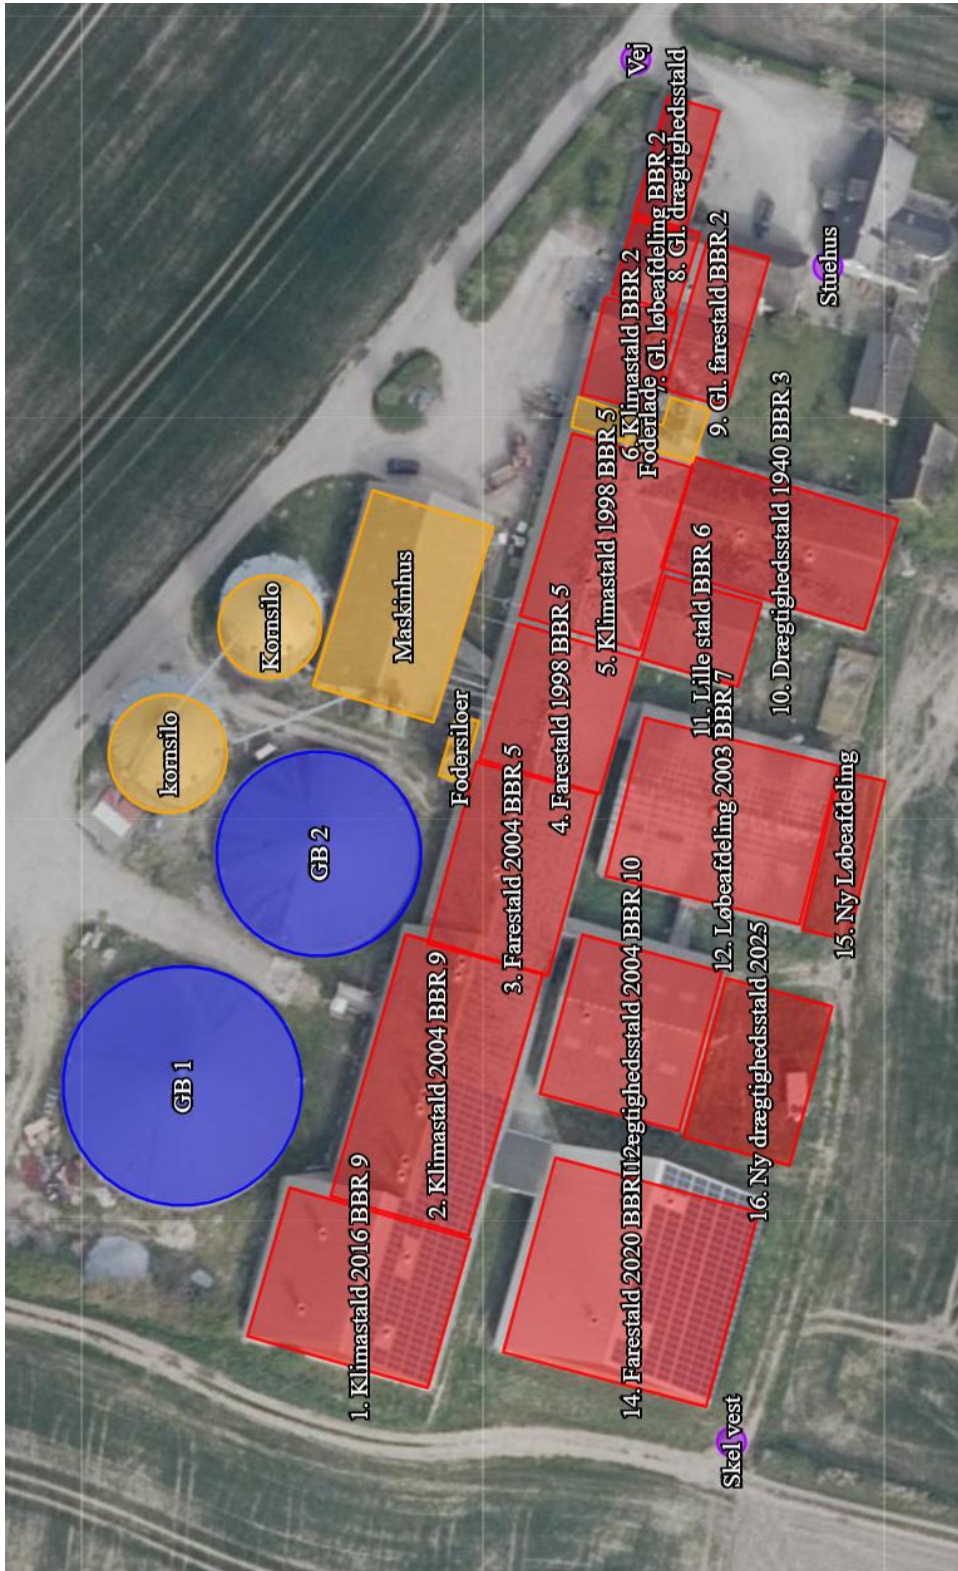 kornsilo
GB 1
Kornsilo
GB 2
1. Klimastald 2016 BBR 9
Maskinhus
2. Klimastald 2004 BBR 9
Fodersiloer
3. Farestald 2004 BBR 5
4. Farestald 1998 BBR 5
5. Klimastald 1998 BBR 5
14. Farestald 2020 BBR
2004 BBR 10
6. Klimastald BBR 2
Vej
Foderlade
7. Gl. løbeafdeling BBR 2
8. Gl. drægtighedsstald
11. Lille stald BBR 6
9. Gl. farestald BBR 2
12. Løbeafdeling 2003 BBR 7
Skel vest
16. Ny drægtighedsstald 2025
10. Drægtighedsstald 1940 BBR 3
Stuehus
15. Ny Løbeafdeling